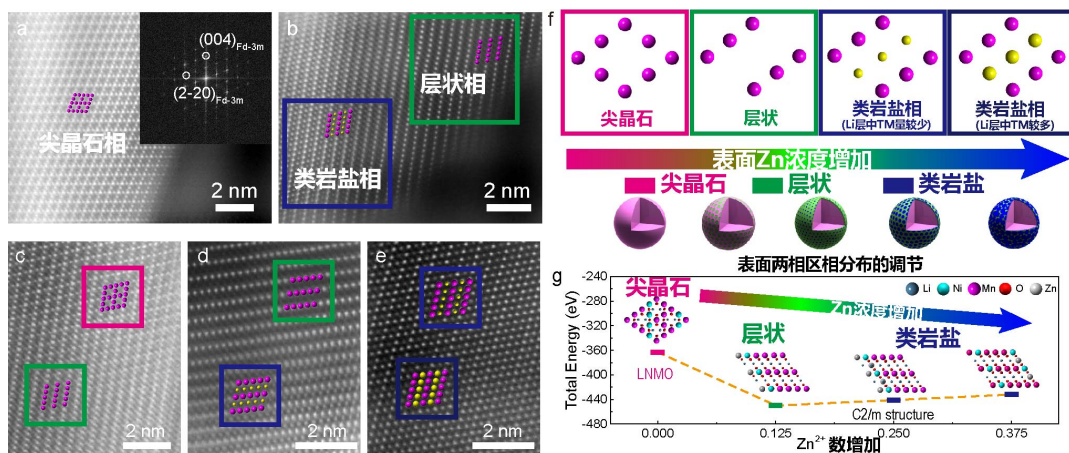 a
(004)Fd-3m
(2-20)Fd-3m
尖晶石相
2 nm
b
层状相
类岩盐相
2 nm
c
2 nm
d
2 nm
e
2 nm
f
尖晶石
层状
类岩盐相
(Li层中TM量较少)
类岩盐相
(Li层中TM较多)
表面Zn浓度增加
尖晶石
层状
类岩盐
表面两相区相分布的调节
g
Total Energy (eV)
-240
-280
-320
-360
-400
-440
-480
尖晶石
Li Ni Mn O Zn
Zn浓度增加
层状
类岩盐
LNMO
C2/m structure
0.000 0.125 0.250 0.375
Zn²⁺ 数增加